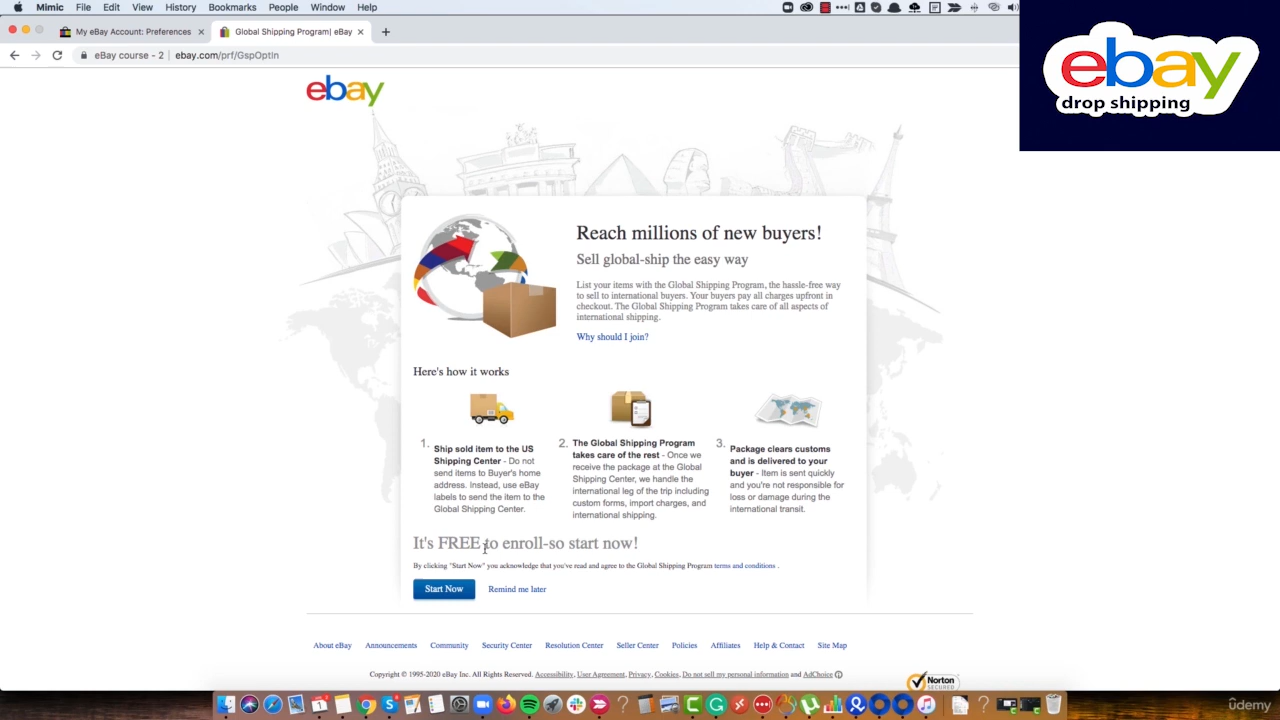 Mimic File Edit View History Bookmarks People Window Help
My eBay Account: Preferences
Global Shipping Program| eBay
eBay course - 2 | ebay.com/prf/GspOptIn
ebay
ebay
drop shipping
Reach millions of new buyers!
Sell global-ship the easy way
List your items with the Global Shipping Program, the hassle-free way
to sell to international buyers. Your buyers pay all charges upfront in
checkout. The Global Shipping Program takes care of all aspects of
international shipping.
Why should I join?
Here's how it works
1. Ship sold item to the US
Shipping Center - Do not
send items to Buyer's home
address. Instead, use eBay
labels to send the item to the
Global Shipping Center.
2. The Global Shipping Program
takes care of the rest - Once we
receive the package at the Global
Shipping Center, we handle the
international leg of the trip including
custom forms, import charges, and
international shipping.
3. Package clears customs
and is delivered to your
buyer - Item is sent quickly
and you're not responsible for
loss or damage during the
international transit.
It's FREE to enroll-so start now!
By clicking "Start Now" you acknowledge that you've read and agree to the Global Shipping Program terms and conditions .
Start Now Remind me later
About eBay Announcements Community Security Center Resolution Center Seller Center Policies Affiliates Help & Contact Site Map
Copyright © 1995-2020 eBay Inc. All Rights Reserved. Accessibility, User Agreement, Privacy, Cookies, Do not sell my personal information and AdChoice
Norton
SECURED
ûdemy